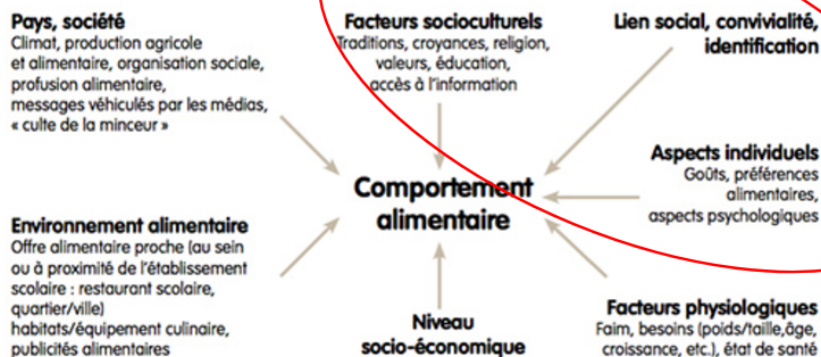 Pays, société
Climat, production agricole
et alimentaire, organisation sociale,
profusion alimentaire,
messages véhiculés par les médias,
« culte de la minceur »
Facteurs socioculturels
Traditions, croyances, religion,
valeurs, éducation,
accès à l'information
Lien social, convivialité,
identification
Comportement
alimentaire
Aspects individuels
Goûts, préférences
alimentaires,
aspects psychologiques
Environnement alimentaire
Offre alimentaire proche (au sein
ou à proximité de l'établissement
scolaire : restaurant scolaire,
quartier/ville)
habitats/équipement culinaire,
publicités alimentaires
Niveau
socio-économique
Facteurs physiologiques
Faim, besoins (poids/taille,âge,
croissance, etc.), état de santé